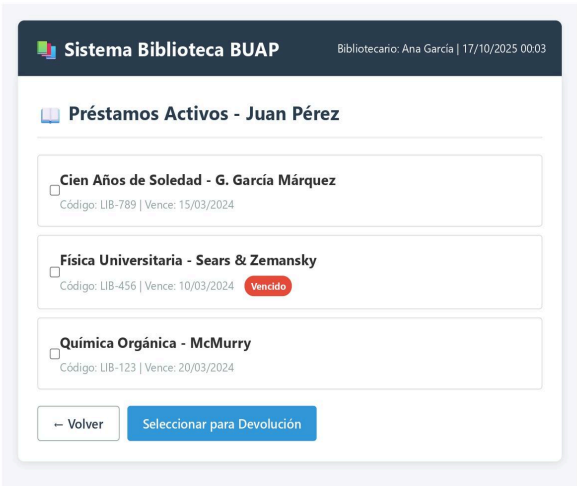 Sistema Biblioteca BUAP
Bibliotecario: Ana García | 17/10/2025 00:03
Préstamos Activos - Juan Pérez
Cien Años de Soledad - G. García Márquez
Código: LIB-789 | Vence: 15/03/2024
Física Universitaria - Sears & Zemansky
Código: LIB-456 | Vence: 10/03/2024 Vencido
Química Orgánica - McMurry
Código: LIB-123 | Vence: 20/03/2024
← Volver
Seleccionar para Devolución